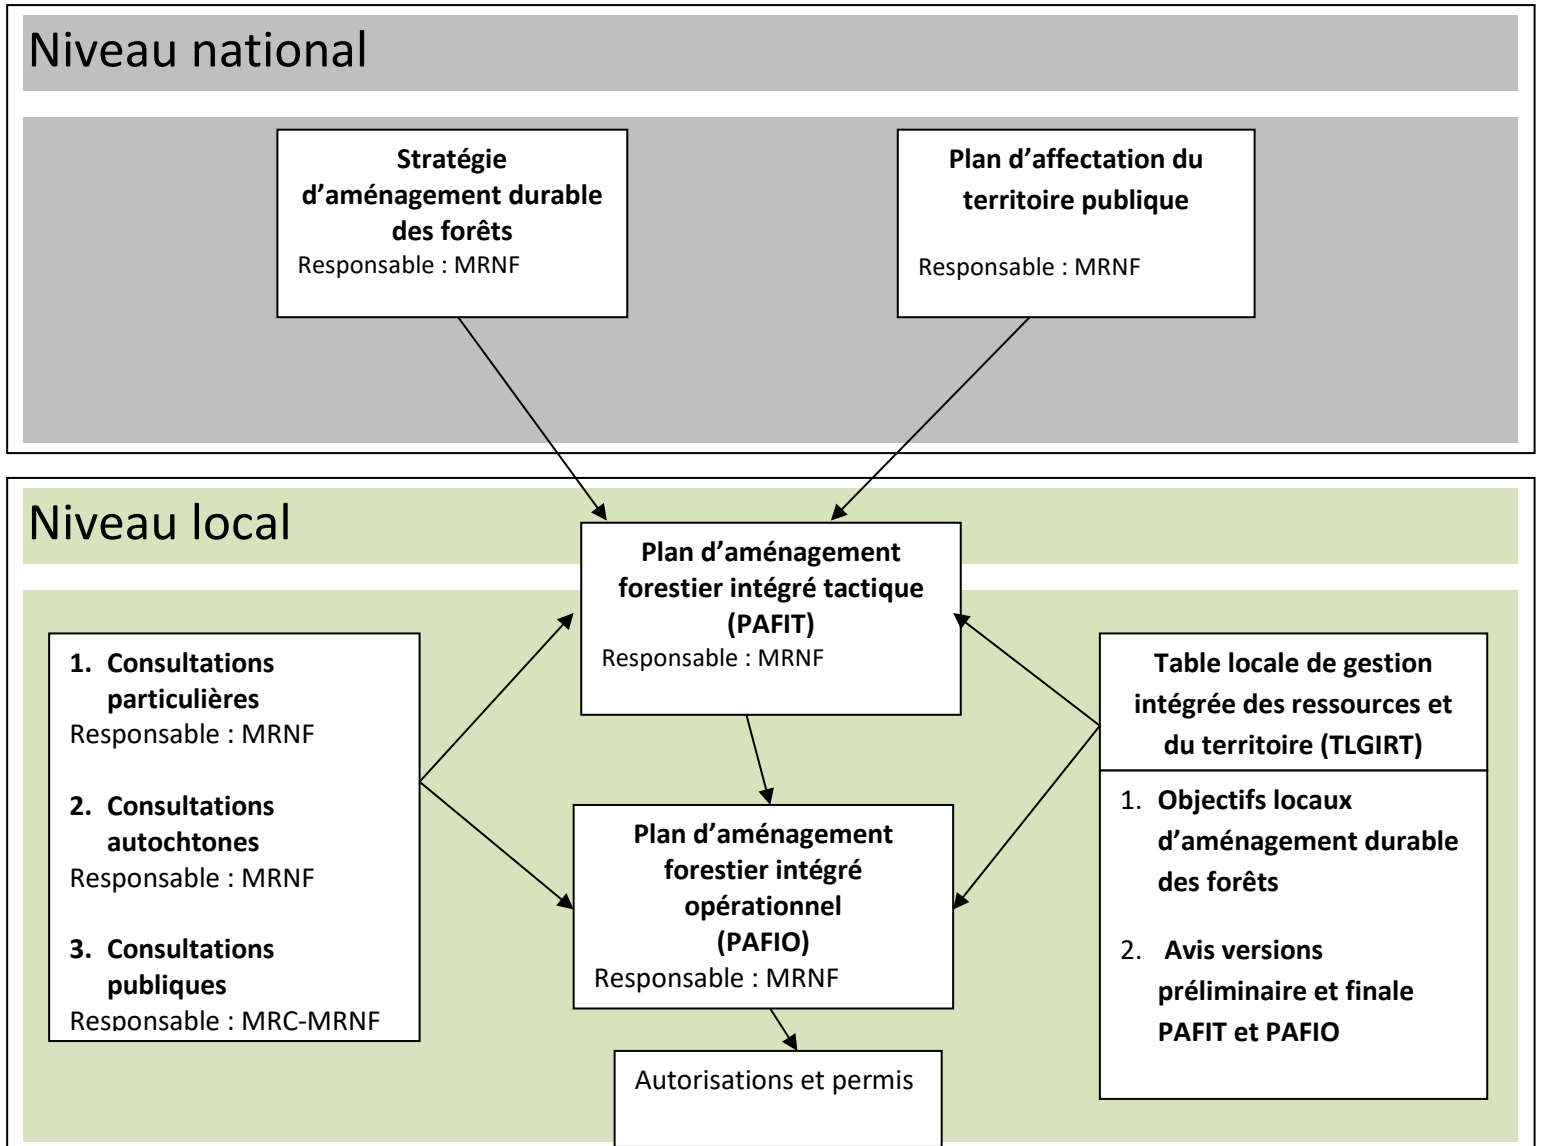 Niveau national
Stratégie
d'aménagement durable
des forêts
Responsable : MRNF
Plan d'affectation du
territoire publique
Responsable : MRNF
Niveau local
Plan d'aménagement
forestier intégré tactique
(PAFIT)
Responsable : MRNF
1. Consultations
particulières
Responsable : MRNF
2. Consultations
autochtones
Responsable : MRNF
3. Consultations
publiques
Responsable : MRC-MRNF
Plan d'aménagement
forestier intégré
opérationnel
(PAFIO)
Responsable : MRNF
Table locale de gestion
intégrée des ressources et
du territoire (TLGIRT)
1. Objectifs locaux
d'aménagement durable
des forêts
2. Avis versions
préliminaire et finale
PAFIT et PAFIO
Autorisations et permis